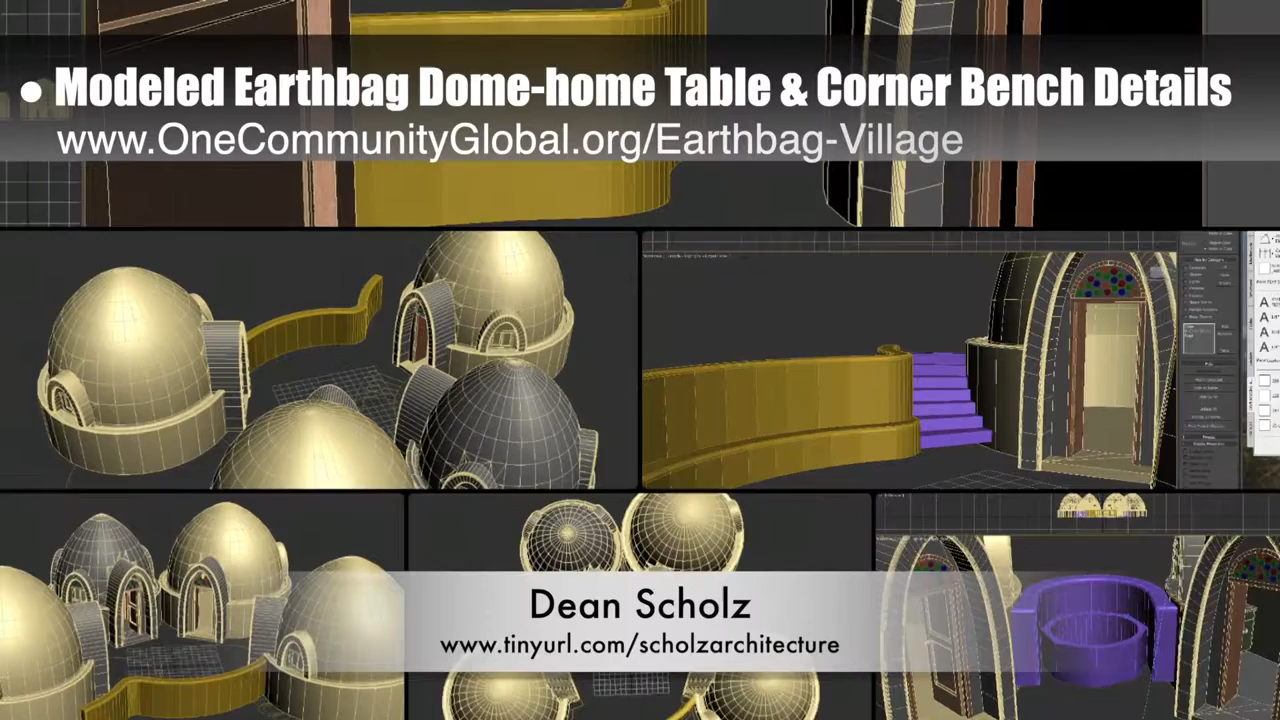 • Modeled Earthbag Dome-home Table & Corner Bench Details
www.OneCommunityGlobal.org/Earthbag-Village
Dean Scholz
www.tinyurl.com/scholzarchitecture